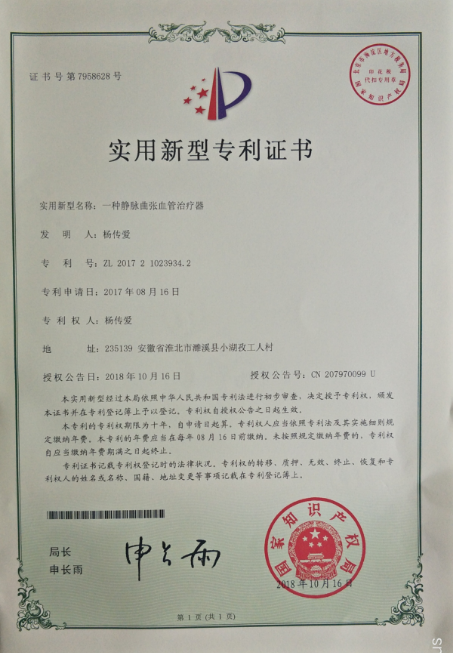 证书号第7958628号
实用新型专利证书
实用新型名称：一种静脉曲张血管治疗器
发明人：杨传爱
专利号：ZL 2017 2 1023934.2
专利申请日：2017年08月16日
专利权人：杨传爱
地址：235139 安徽省淮北市濉溪县小湖孜工人村
授权公告日：2018年10月16日 授权公告号：CN 207970099 U
本实用新型经过本局依照中华人民共和国专利法进行初步审查，决定授予专利权，颁
发本证书并在专利登记簿上予以登记。专利权自授权公告之日起生效。
本专利的专利权期限为十年，自申请日起算。专利权人应当依照专利法及其实施细则规
定缴纳年费。本专利的年费应当在每年08月16日前缴纳。未按照规定缴纳年费的，专利权
自应当缴纳年费期满之日起终止。
专利证书记载专利权登记时的法律状况。专利权的转移、质押、无效、终止、恢复和专
利权人的姓名或名称、国籍、地址变更等事项记载在专利登记簿上。
局长
申长雨
申长雨
国家知识产权局
2018年10月16日
第1页(共1页)